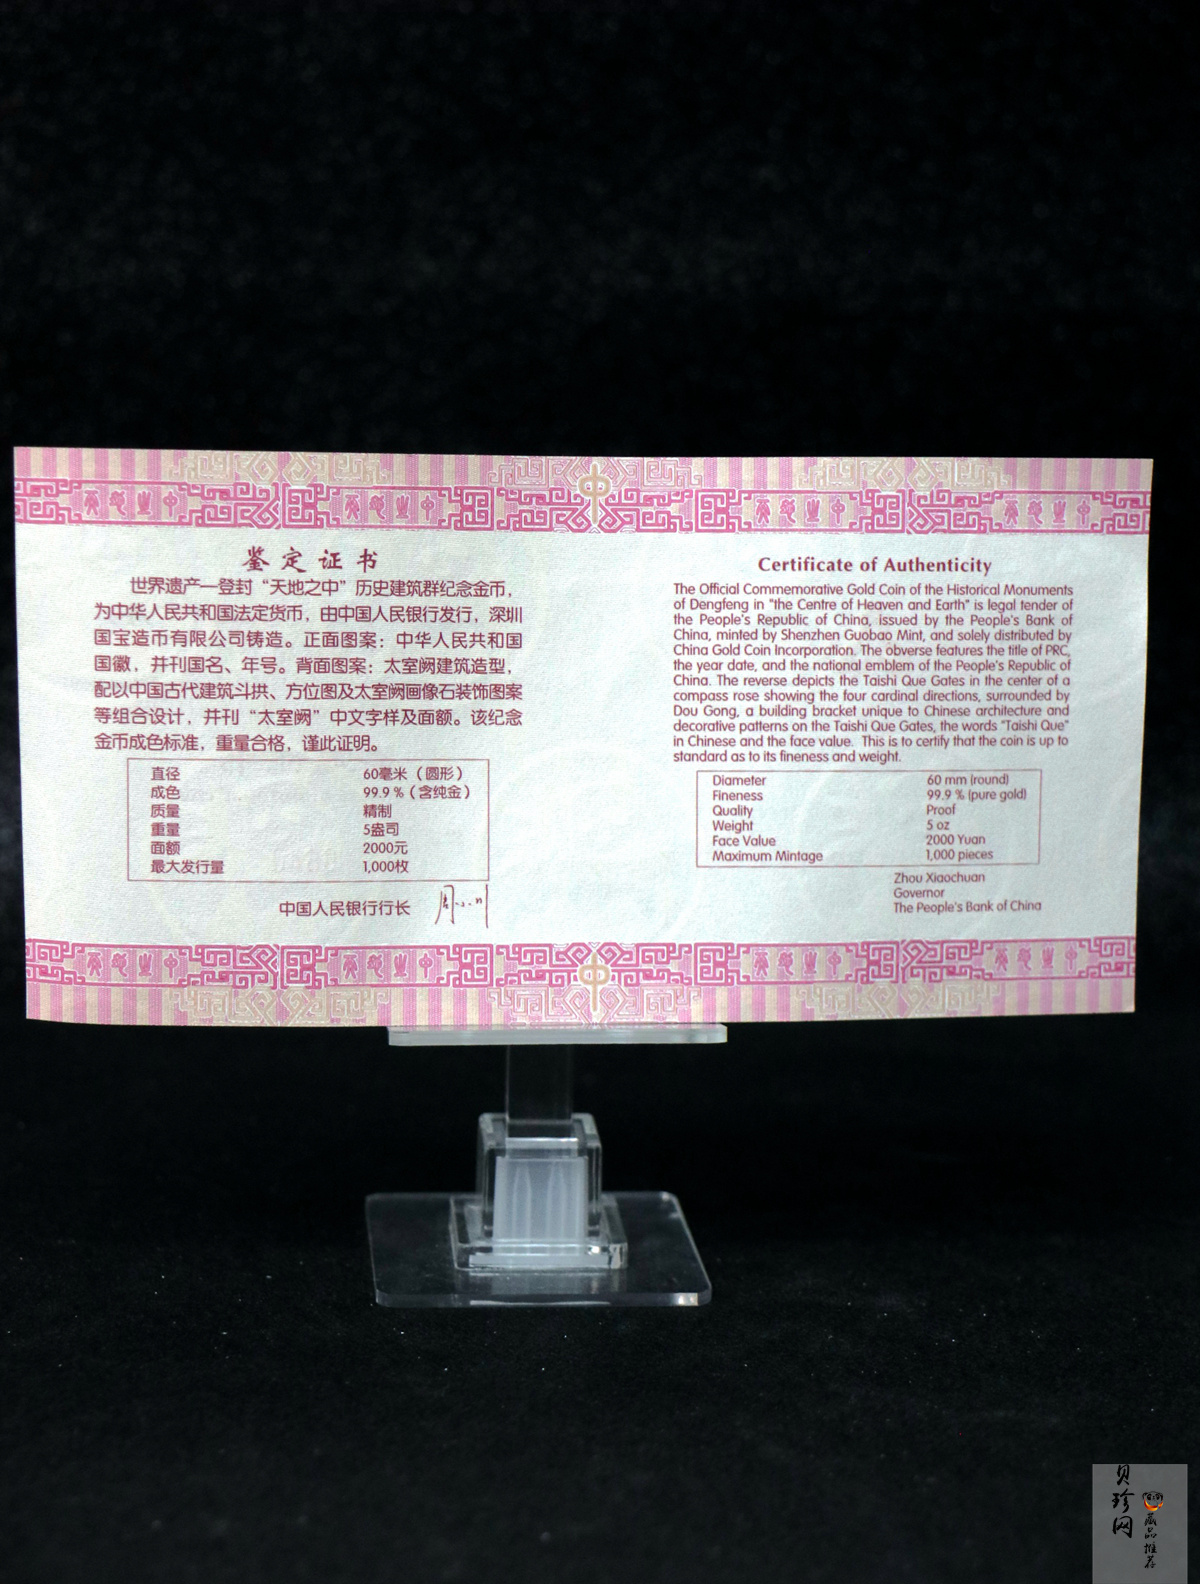 鉴定证书
世界遗产—登封“天地之中”历史建筑群纪念金币，
为中华人民共和国法定货币，由中国人民银行发行，深圳
国宝造币有限公司铸造。正面图案：中华人民共和国
国徽，并刊国名、年号。背面图案：太室阙建筑造型，
配以中国古代建筑斗拱、方位图及太室阙画像石装饰图案
等组合设计，并刊“太室阙”中文字样及面额。该纪念
金币成色标准，重量合格，谨此证明。
直径 60毫米（圆形）
成色 99.9 %（含纯金）
质量 精制
重量 5盎司
面额 2000元
最大发行量 1,000枚
中国人民银行行长
Certificate of Authenticity
The Official Commemorative Gold Coin of the Historical Monuments
of Dengfeng in "the Centre of Heaven and Earth" is legal tender of
the People's Republic of China, issued by the People's Bank of
China, minted by Shenzhen Guobao Mint, and solely distributed by
China Gold Coin Incorporation. The obverse features the title of PRC,
the year date, and the national emblem of the People's Republic of
China. The reverse depicts the Taishi Que Gates in the center of a
compass rose showing the four cardinal directions, surrounded by
Dou Gong, a building bracket unique to Chinese architecture and
decorative patterns on the Taishi Que Gates, the words "Taishi Que"
in Chinese and the face value. This is to certify that the coin is up to
standard as to its fineness and weight.
Diameter 60 mm (round)
Fineness 99.9 % (pure gold)
Quality Proof
Weight 5 oz
Face Value 2000 Yuan
Maximum Mintage 1,000 pieces
Zhou Xiaochuan
Governor
The People's Bank of China
贝珍网
藏品推荐